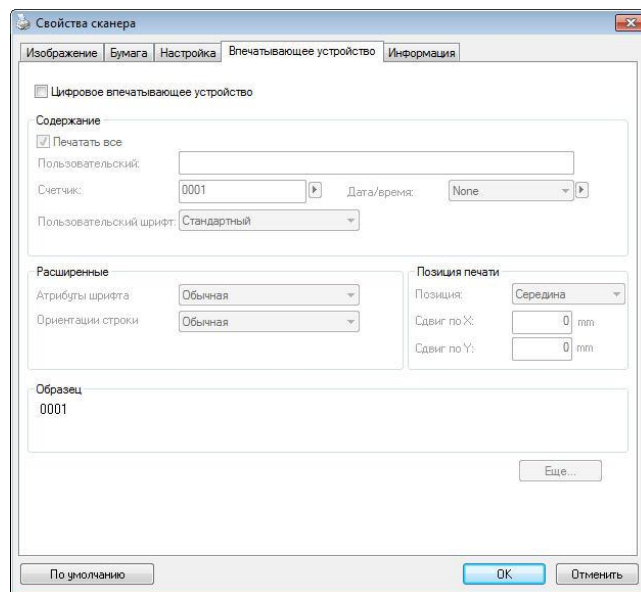 Свойства сканера
Изображение Бумага Настройка Впечатывающее устройство Информация
Цифровое впечатывающее устройство
Содержание
Печатать все
Пользовательский:
Счетчик: 0001 Дата/время: None
Пользовательский шрифт: Стандартный
Расширенные
Атрибуты шрифта Обычная
Ориентации строки Обычная
Позиция печати
Позиция: Середина
Сдвиг по X: 0 mm
Сдвиг по Y: 0 mm
Образец
0001
Еще...
По умолчанию OK Отменить